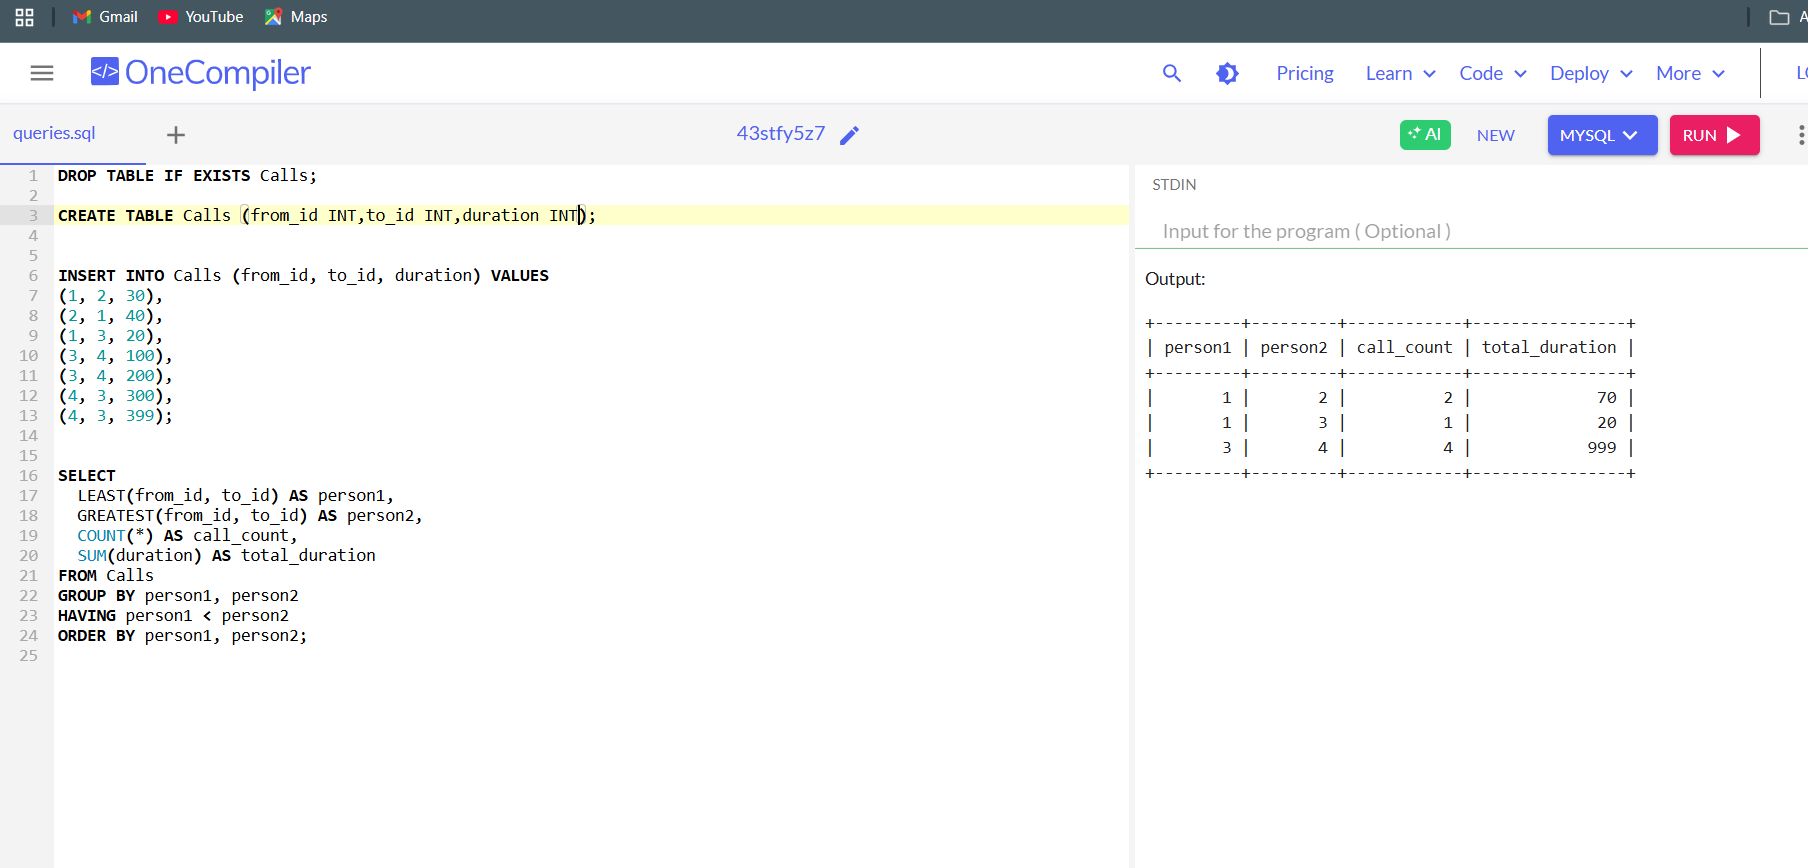 Gmail YouTube Maps
</> OneCompiler Pricing Learn Code Deploy More
queries.sql + 43stfy5z7 AI NEW MYSQL RUN
1 DROP TABLE IF EXISTS Calls;
2
3 CREATE TABLE Calls (from_id INT,to_id INT,duration INT);
4
5
6 INSERT INTO Calls (from_id, to_id, duration) VALUES
7 (1, 2, 30),
8 (2, 1, 40),
9 (1, 3, 20),
10 (3, 4, 100),
11 (3, 4, 200),
12 (4, 3, 300),
13 (4, 3, 399);
14
15
16 SELECT
17   LEAST(from_id, to_id) AS person1,
18   GREATEST(from_id, to_id) AS person2,
19   COUNT(*) AS call_count,
20   SUM(duration) AS total_duration
21 FROM Calls
22 GROUP BY person1, person2
23 HAVING person1 < person2
24 ORDER BY person1, person2;
25
STDIN
Input for the program ( Optional )
Output:
+---------+---------+------------+----------------+
| person1 | person2 | call_count | total_duration |
+---------+---------+------------+----------------+
|       1 |       2 |          2 |             70 |
|       1 |       3 |          1 |             20 |
|       3 |       4 |          4 |            999 |
+---------+---------+------------+----------------+